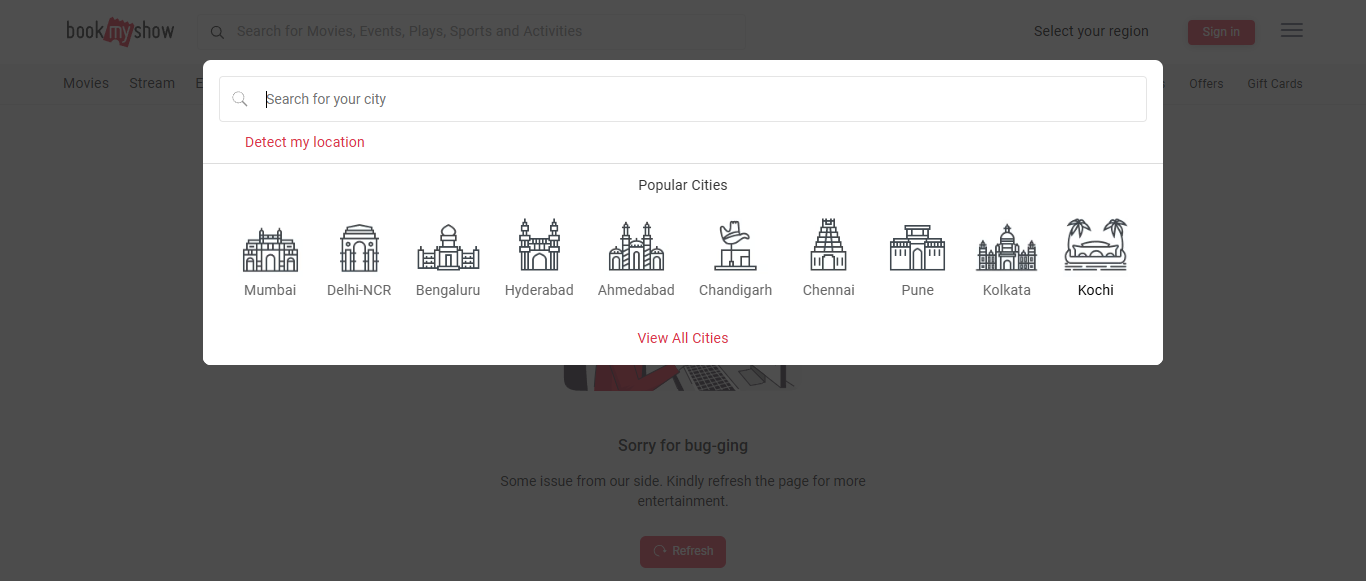 bookmyshow
Search for Movies, Events, Plays, Sports and Activities
Select your region
Sign in
Movies Stream
Offers Gift Cards
Search for your city
Detect my location
Popular Cities
Mumbai Delhi-NCR Bengaluru Hyderabad Ahmedabad Chandigarh Chennai Pune Kolkata Kochi
View All Cities
Sorry for bug-ging
Some issue from our side. Kindly refresh the page for more
entertainment.
Refresh